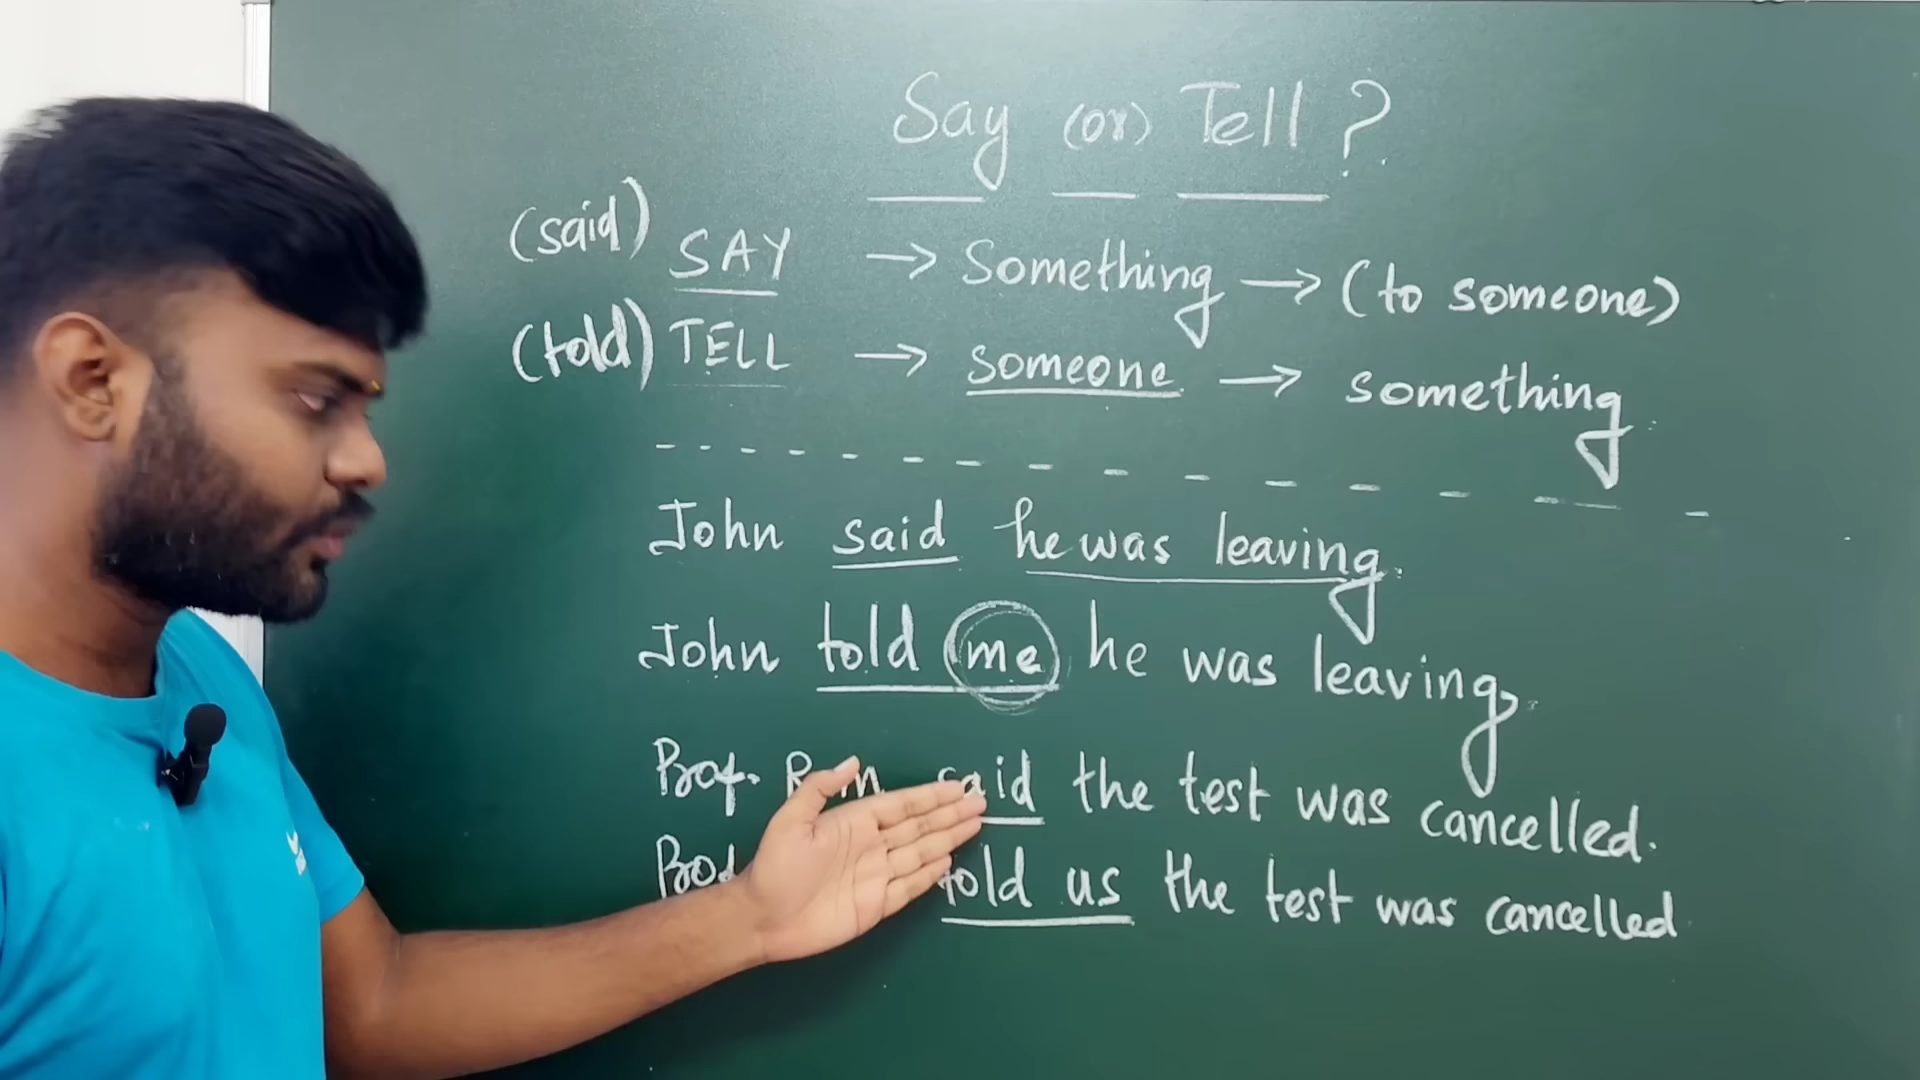 Say (or) Tell ?
(said) SAY → Something → (to someone)
(told) TELL → someone → something.
John said he was leaving.
John told me he was leaving.
Prof. said the test was cancelled.
told us the test was cancelled